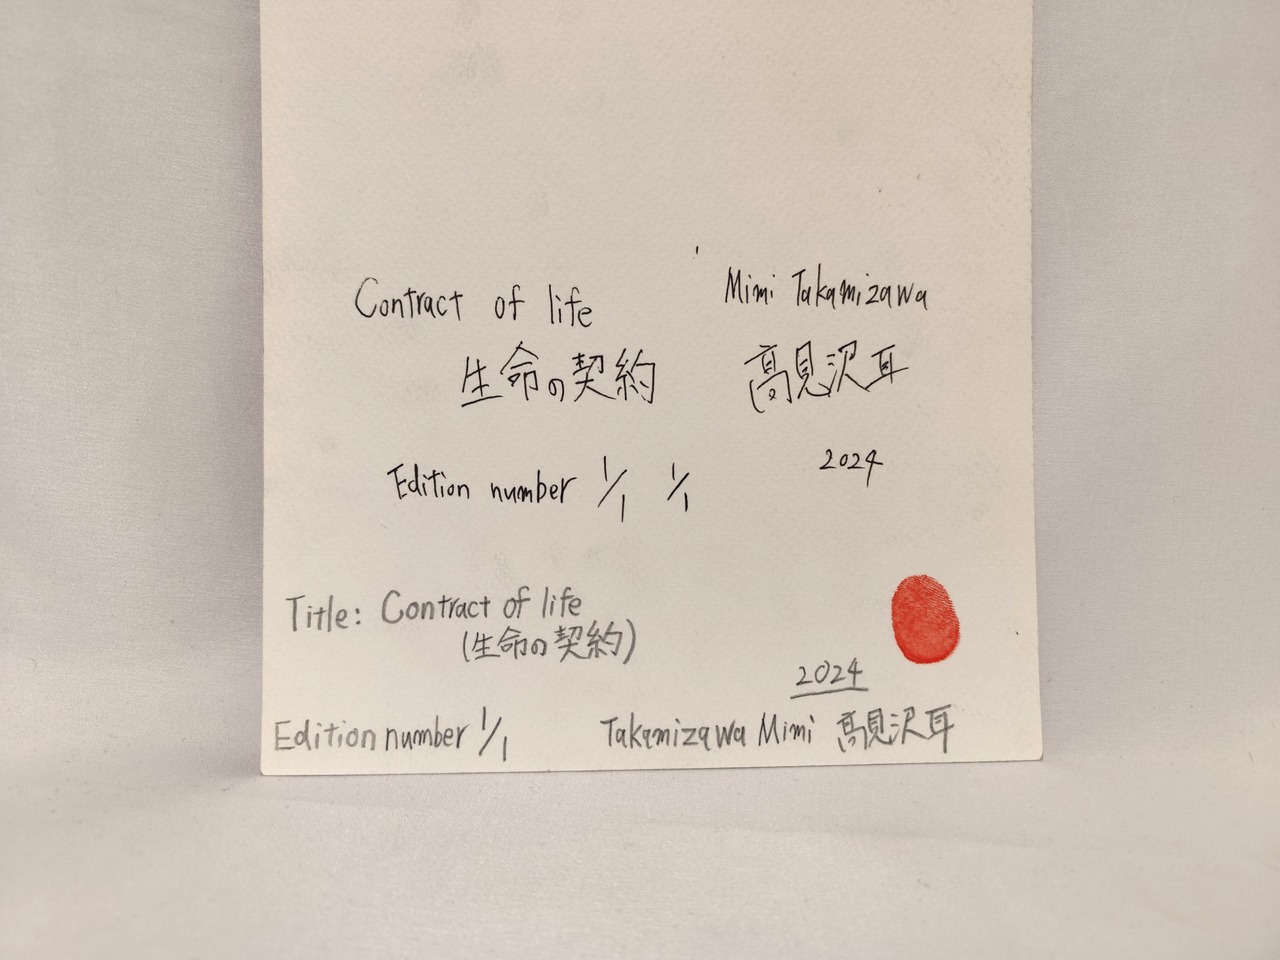 Contract of life
Mimi Takamizawa
生命の契約
高見沢耳
Edition number 1/1 1/1
2024
Title: Contract of life
(生命の契約)
2024
Edition number 1/1
Takamizawa Mimi 高見沢耳